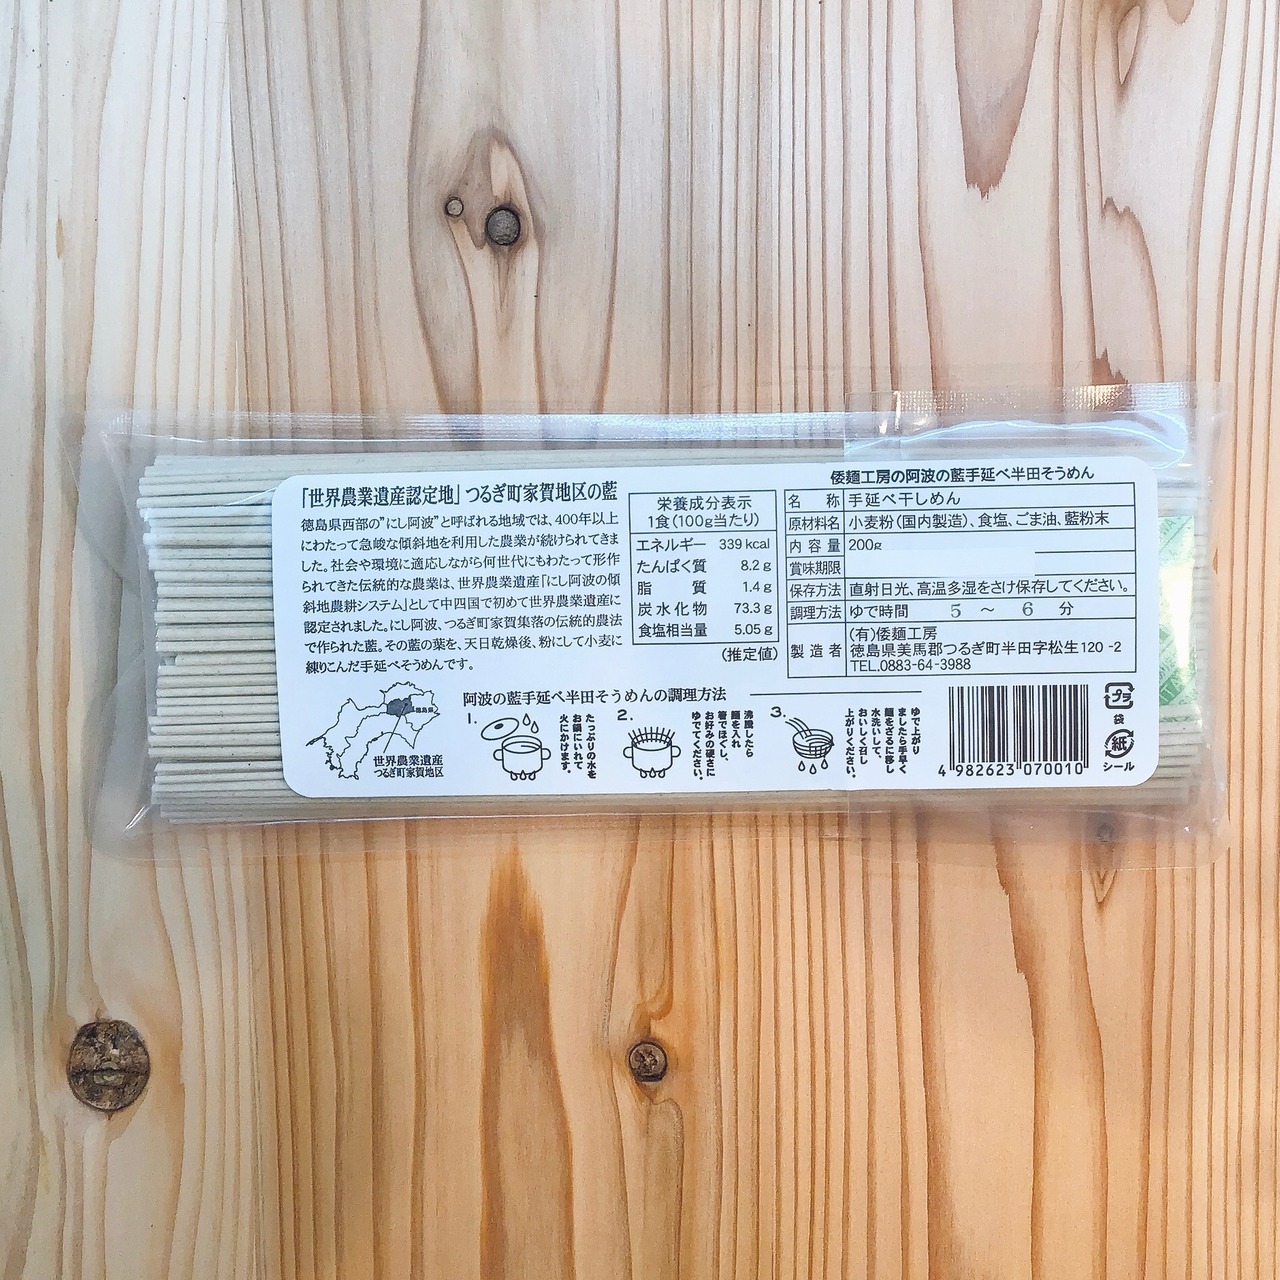 「世界農業遺産認定地」つるぎ町家賀地区の藍
徳島県西部の”にし阿波”と呼ばれる地域では、400年以上
にわたって急峻な傾斜地を利用した農業が続けられてきま
した。社会や環境に適応しながら何世代にもわたって形作
られてきた伝統的な農業は、世界農業遺産「にし阿波の傾
斜地農耕システム」として中四国で初めて世界農業遺産に
認定されました。にし阿波、つるぎ町家賀集落の伝統的農法
で作られた藍。その藍の葉を、天日乾燥後、粉にして小麦に
練りこんだ手延べそうめんです。
徳島県
世界農業遺産
つるぎ町家賀地区
栄養成分表示
1食(100g当たり)
エネルギー 339kcal
たんぱく質 8.2g
脂質 1.4g
炭水化物 73.3g
食塩相当量 5.05g
(推定値)
倭麺工房の阿波の藍手延べ半田そうめん
名称 手延べ干しめん
原材料名 小麦粉(国内製造)、食塩、ごま油、藍粉末
内容量 200g
賞味期限
保存方法 直射日光、高温多湿をさけ保存してください。
調理方法 ゆで時間 5 ～ 6 分
製造者 (有)倭麺工房
徳島県美馬郡つるぎ町半田字松生120-2
TEL.0883-64-3988
阿波の藍手延べ半田そうめんの調理方法
1.
たっぷりの水を
お鍋にいれて
火にかけます。
2.
沸騰したら
麺を入れ
箸でほぐし、
お好みの硬さに
ゆでてください。
3.
ゆで上がり
ましたら手早く
麺をざるに移し
水洗いして、
おいしく召し
上がりください。
4 982623 070010
プラ
袋
紙
シール